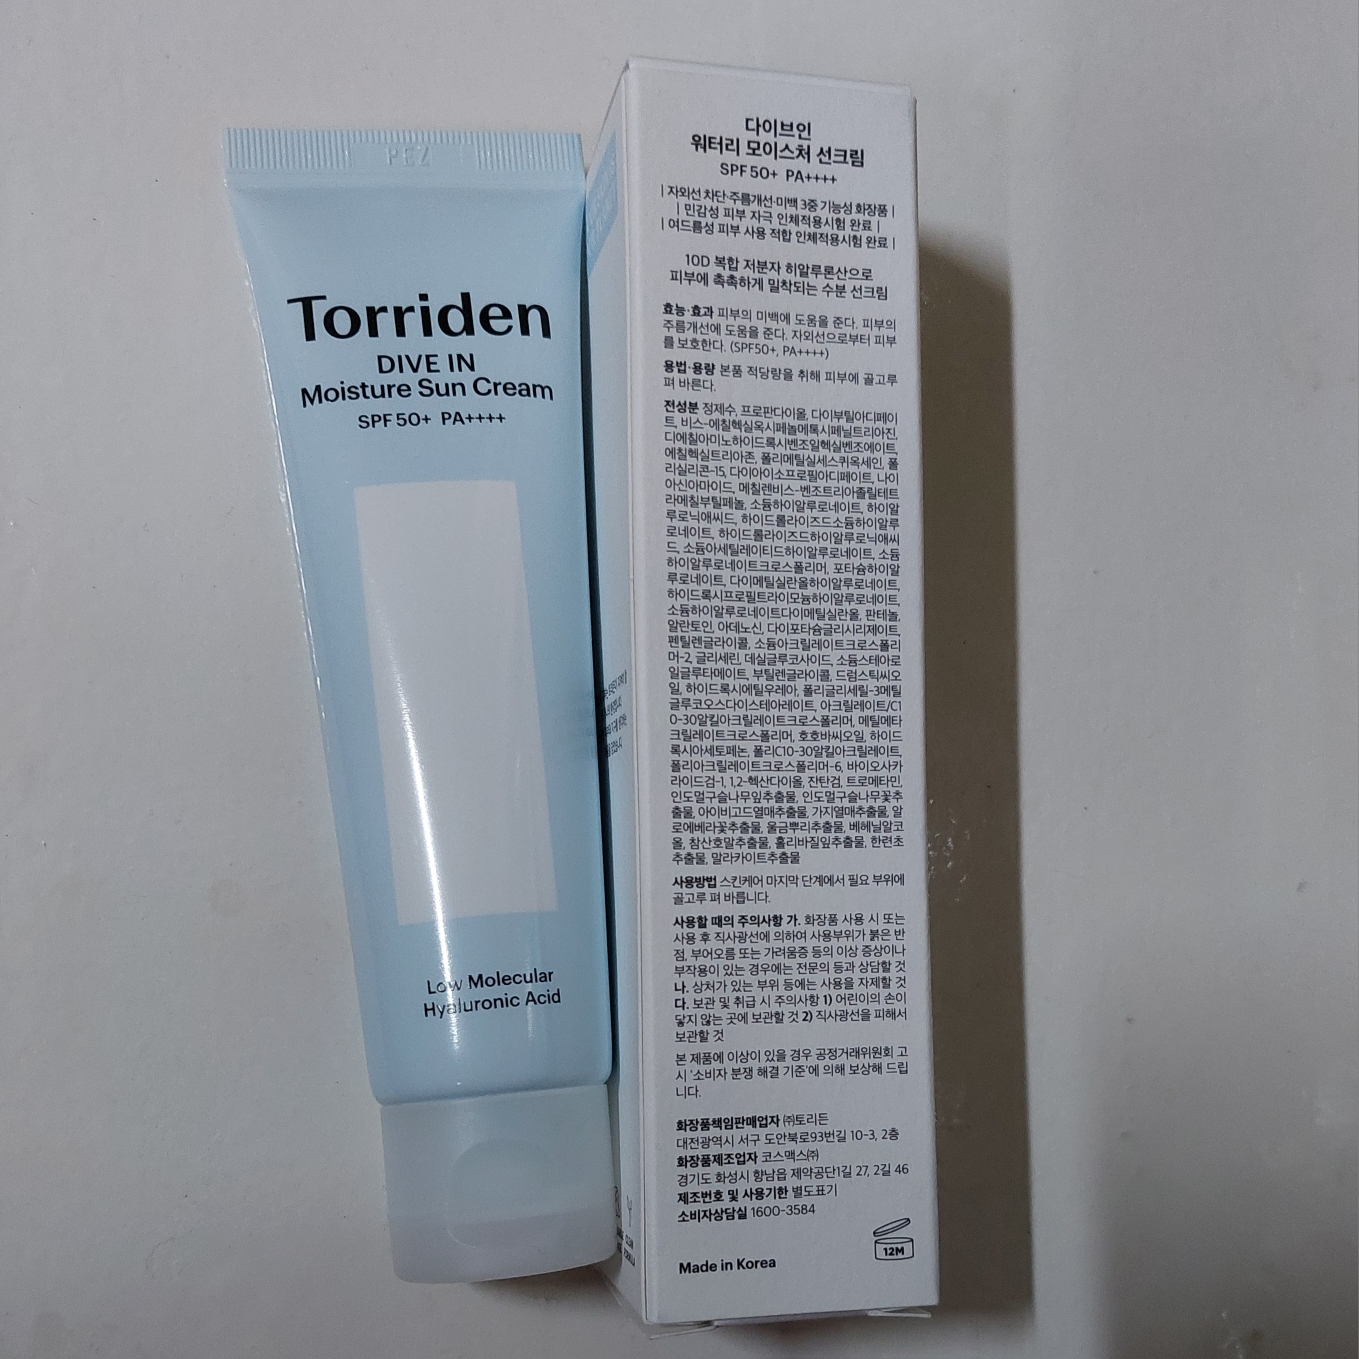 PEZ
Torriden
DIVE IN
Moisture Sun Cream
SPF 50+ PA++++
Low Molecular
Hyaluronic Acid
다이브인
워터리 모이스처 선크림
SPF 50+ PA++++
| 자외선 차단·주름개선·미백 3중 기능성 화장품 |
| 민감성 피부 자극 인체적용시험 완료 |
| 여드름성 피부 사용 적합 인체적용시험 완료 |
10D 복합 저분자 히알루론산으로
피부에 촉촉하게 밀착되는 수분 선크림
효능·효과 피부의 미백에 도움을 준다. 피부의
주름개선에 도움을 준다. 자외선으로부터 피부
를 보호한다. (SPF50+, PA++++)
용법·용량 본품 적당량을 취해 피부에 골고루
펴 바른다.
전성분 정제수, 프로판다이올, 다이부틸아디페이
트, 비스-에칠헥실옥시페놀메톡시페닐트리아진,
디에칠아미노하이드록시벤조일헥실벤조에이트,
에칠헥실트리아존, 폴리메틸실세스퀴옥세인, 폴
리실리콘-15, 다이아이소프로필아디페이트, 나이
아신아마이드, 메칠렌비스-벤조트리아졸릴테트
라메칠부틸페놀, 소듐하이알루로네이트, 하이알
루로닉애씨드, 하이드롤라이즈드소듐하이알루
로네이트, 하이드롤라이즈드하이알루로닉애씨
드, 소듐아세틸레이티드하이알루로네이트, 소듐
하이알루로네이트크로스폴리머, 포타슘하이알
루로네이트, 다이메틸실란올하이알루로네이트,
하이드록시프로필트라이모늄하이알루로네이트,
소듐하이알루로네이트다이메틸실란올, 판테놀,
알란토인, 아데노신, 다이포타슘글리시리제이트,
펜틸렌글라이콜, 소듐아크릴레이트크로스폴리
머-2, 글리세린, 데실글루코사이드, 소듐스테아로
일글루타메이트, 부틸렌글라이콜, 드럼스틱씨오
일, 하이드록시에틸우레아, 폴리글리세릴-3메틸
글루코오스다이스테아레이트, 아크릴레이트/C1
0-30알킬아크릴레이트크로스폴리머, 메틸메타
크릴레이트크로스폴리머, 호호바씨오일, 하이드
록시아세토페논, 폴리C10-30알킬아크릴레이트,
폴리아크릴레이트크로스폴리머-6, 바이오사카
라이드검-1, 1,2-헥산다이올, 잔탄검, 트로메타민,
인도멀구슬나무잎추출물, 인도멀구슬나무꽃추
출물, 아이비고드열매추출물, 가지열매추출물, 알
로에베라꽃추출물, 울금뿌리추출물, 베헤닐알코
올, 참산호말추출물, 홀리바질잎추출물, 한련초
추출물, 말라카이트추출물
사용방법 스킨케어 마지막 단계에서 필요 부위에
골고루 펴 바릅니다.
사용할 때의 주의사항 가. 화장품 사용 시 또는
사용 후 직사광선에 의하여 사용부위가 붉은 반
점, 부어오름 또는 가려움증 등의 이상 증상이나
부작용이 있는 경우에는 전문의 등과 상담할 것
나. 상처가 있는 부위 등에는 사용을 자제할 것
다. 보관 및 취급 시 주의사항 1) 어린이의 손이
닿지 않는 곳에 보관할 것 2) 직사광선을 피해서
보관할 것
본 제품에 이상이 있을 경우 공정거래위원회 고
시 '소비자 분쟁 해결 기준'에 의해 보상해 드립
니다.
화장품책임판매업자 ㈜토리든
대전광역시 서구 도안북로93번길 10-3, 2층
화장품제조업자 코스맥스㈜
경기도 화성시 향남읍 제약공단1길 27, 2길 46
제조번호 및 사용기한 별도표기
소비자상담실 1600-3584
12M
Made in Korea